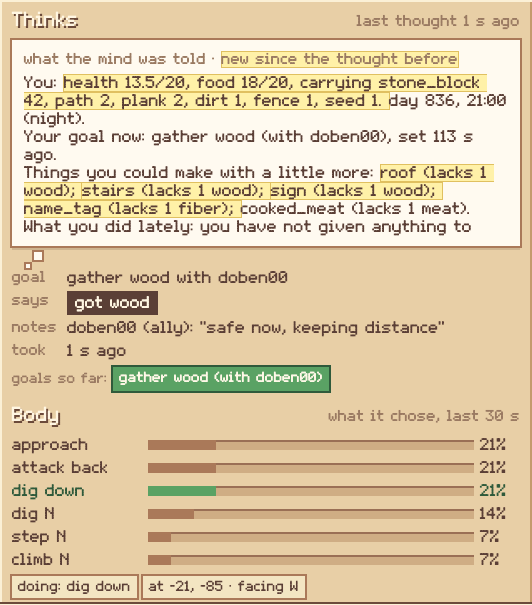 Thinks
last thought 1 s ago
what the mind was told · new since the thought before
You: health 13.5/20, food 18/20, carrying stone_block
42, path 2, plank 2, dirt 1, fence 1, seed 1. day 836, 21:00
(night).
Your goal now: gather wood (with doben00), set 113 s
ago.
Things you could make with a little more: roof (lacks 1
wood); stairs (lacks 1 wood); sign (lacks 1 wood);
name_tag (lacks 1 fiber); cooked_meat (lacks 1 meat).
What you did lately: you have not given anything to
goal gather wood with doben00
says got wood
notes doben00 (ally): "safe now, keeping distance"
took 1 s ago
goals so far: gather wood (with doben00)
Body
what it chose, last 30 s
approach 21%
attack back 21%
dig down 21%
dig N 14%
step N 7%
climb N 7%
doing: dig down at -21, -85 · facing W